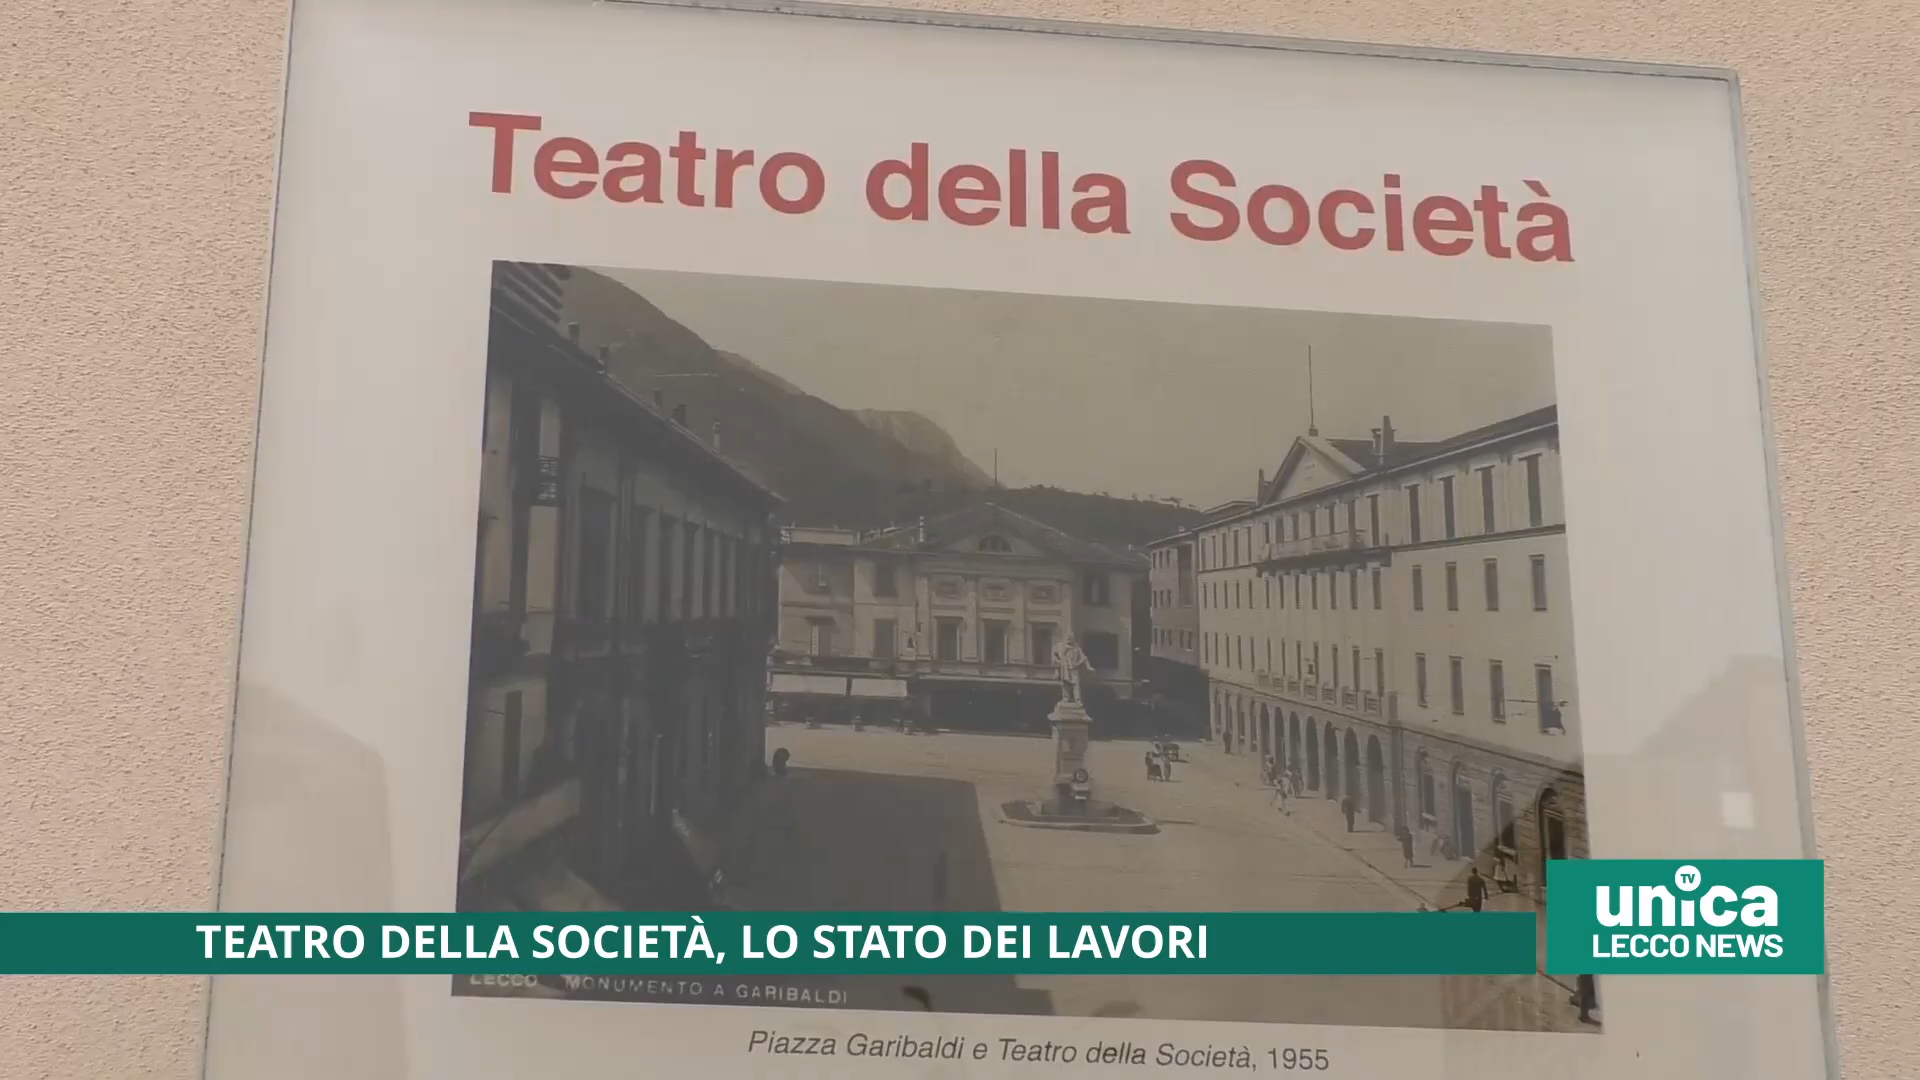 Teatro della Società
LECCO MONUMENTO A GARIBALDI
Piazza Garibaldi e Teatro della Società, 1955
TEATRO DELLA SOCIETÀ, LO STATO DEI LAVORI
unica TV
LECCO NEWS